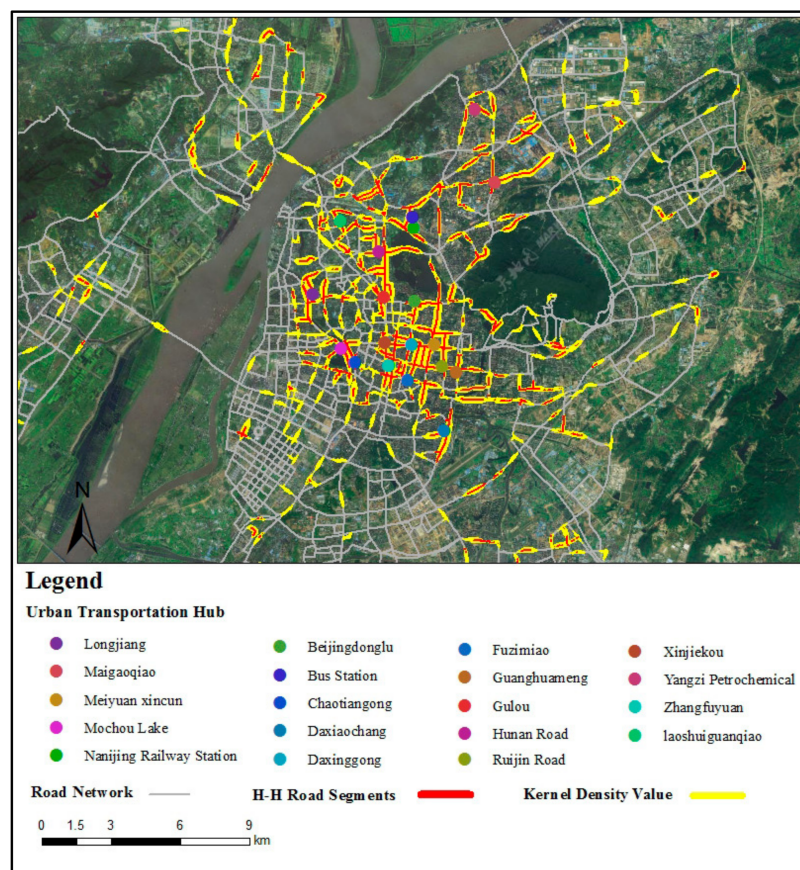 N
Legend
Urban Transportation Hub
Longjiang
Maigaoqiao
Meiyuan xincun
Mochou Lake
Nanijing Railway Station
Beijingdonglu
Bus Station
Chaotiangong
Daxiaochang
Daxinggong
Fuzimiao
Guanghuameng
Gulou
Hunan Road
Ruijin Road
Xinjiekou
Yangzi Petrochemical
Zhangfuyuan
laoshuiguanqiao
Road Network H-H Road Segments Kernel Density Value
0 1.5 3 6 9
km